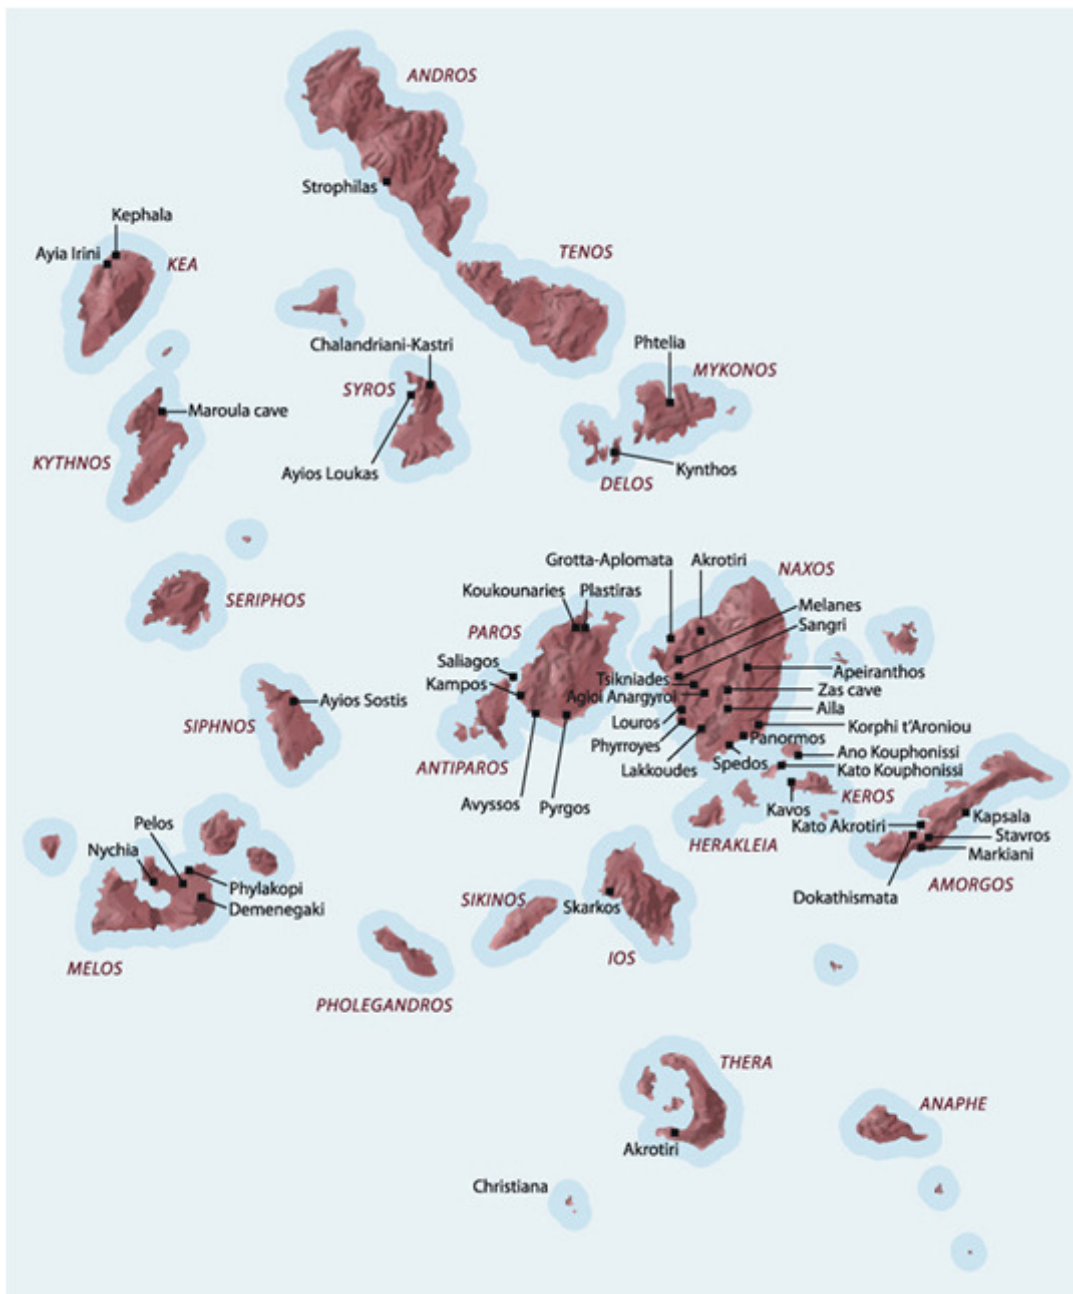 ANDROS
Strophilas
Kephala
Ayia Irini
KEA
TENOS
Chalandriani-Kastri
Phtelia
MYKONOS
SYROS
Maroula cave
KYTHNOS
Ayios Loukas
Kynthos
DELOS
Grotta-Aplomata
Akrotiri
NAXOS
Koukounaries
Plastiras
SERIPHOS
Melanes
Sangri
PAROS
Saliagos
Apeiranthos
Tsikniades
Kampos
Zas cave
Agioi Anargyroi
Ayios Sostis
Aila
SIPHNOS
Louros
Korphi t'Aroniou
Phyrroyes
Panormos
Ano Kouphonissi
Spedos
ANTIPAROS
Lakkoudes
Kato Kouphonissi
KEROS
Avyssos
Pyrgos
Kavos
Kapsala
Pelos
Kato Akrotiri
Stavros
HERAKLEIA
Nychia
Markiani
Phylakopi
AMORGOS
Dokathismata
SIKINOS
Skarkos
Demenegaki
IOS
MELOS
PHOLEGANDROS
THERA
ANAPHE
Akrotiri
Christiana